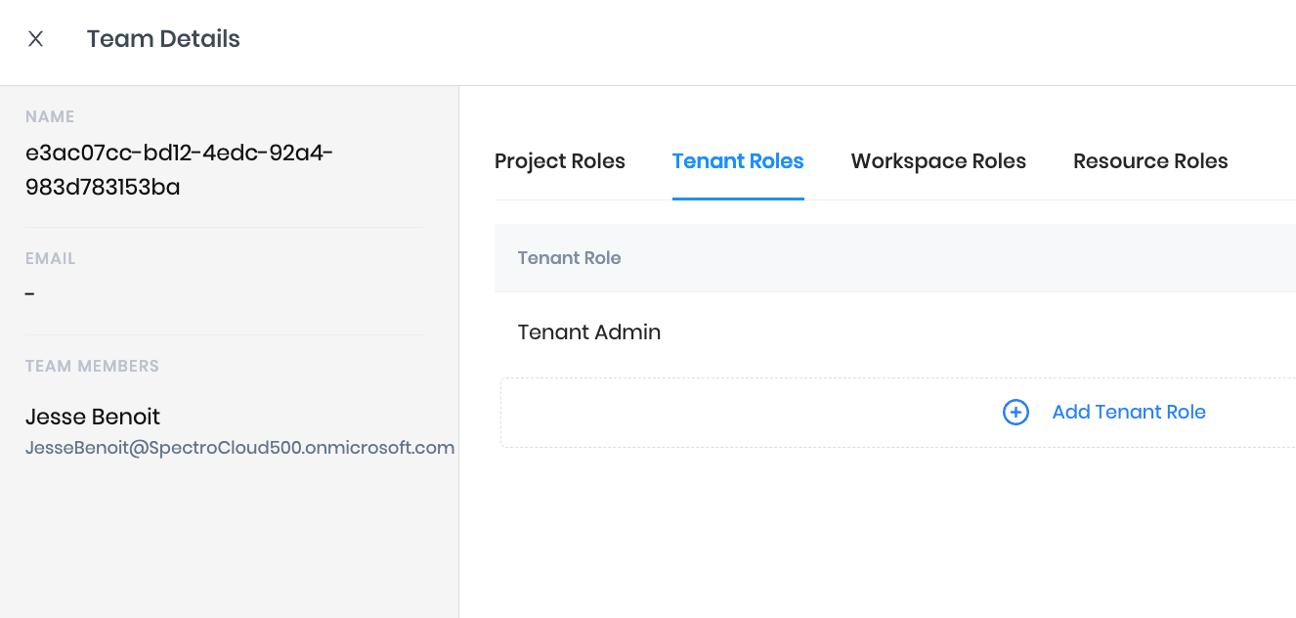 Team Details
NAME
e3ac07cc-bd12-4edc-92a4-
983d783153ba
EMAIL
-
TEAM MEMBERS
Jesse Benoit
JesseBenoit@SpectroCloud500.onmicrosoft.com
Project Roles
Tenant Roles
Workspace Roles
Resource Roles
Tenant Role
Tenant Admin
Add Tenant Role